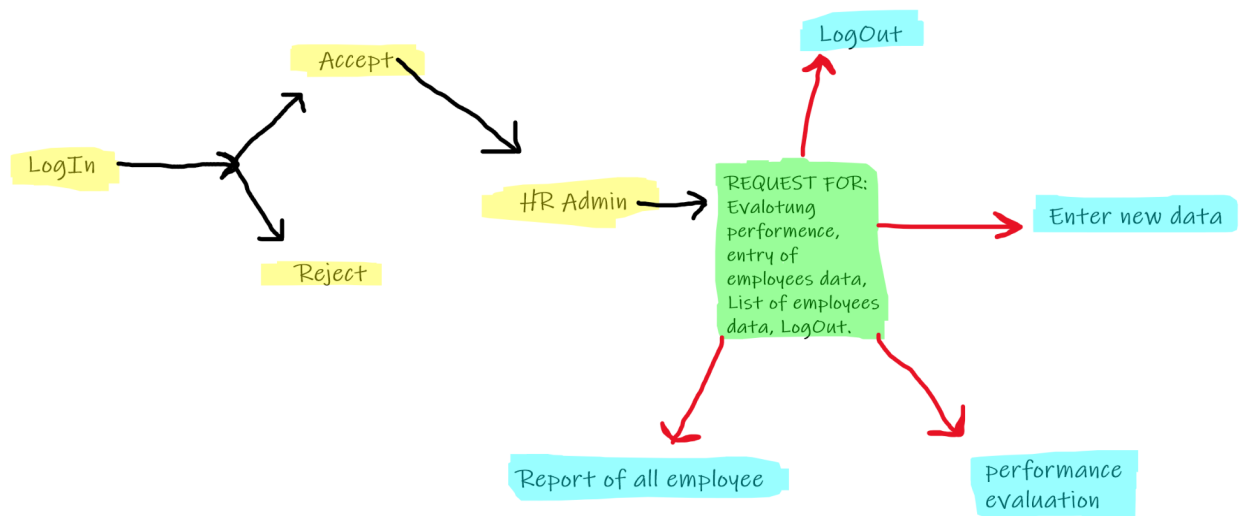 LogOut
Accept
LogIn
HR Admin
Reject
REQUEST FOR:
Evalotung
performence,
entry of
employees data,
List of employees
data, LogOut.
Enter new data
Report of all employee
performance
evaluation